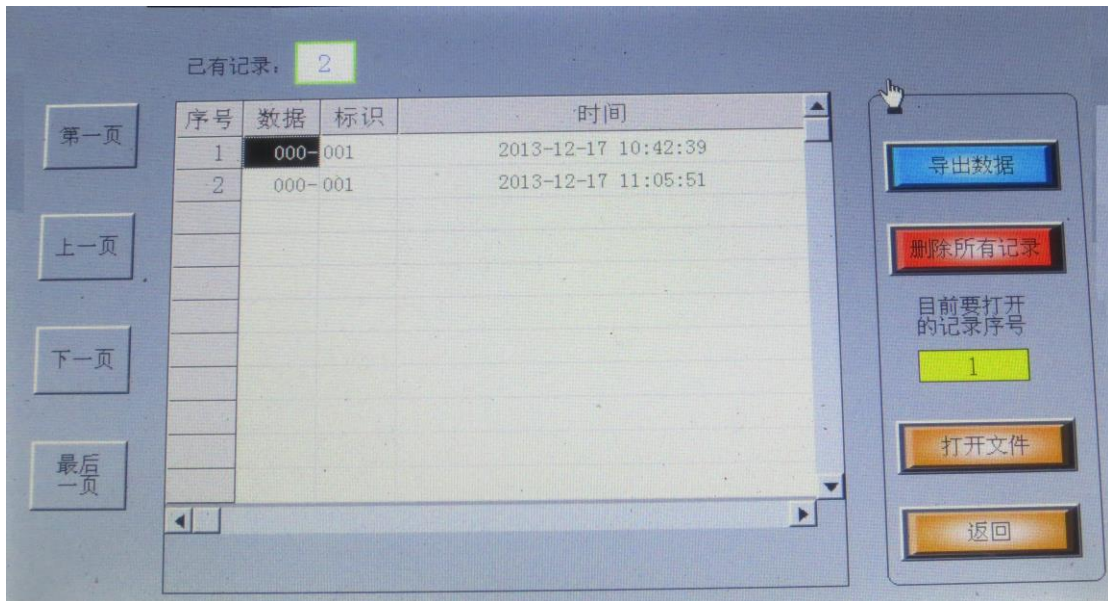 已有记录: 2
序号 数据 标识 时间
1 000- 001 2013-12-17 10:42:39
2 000- 001 2013-12-17 11:05:51
第一页
上一页
下一页
最后
一页
导出数据
删除所有记录
目前要打开
的记录序号
1
打开文件
返回